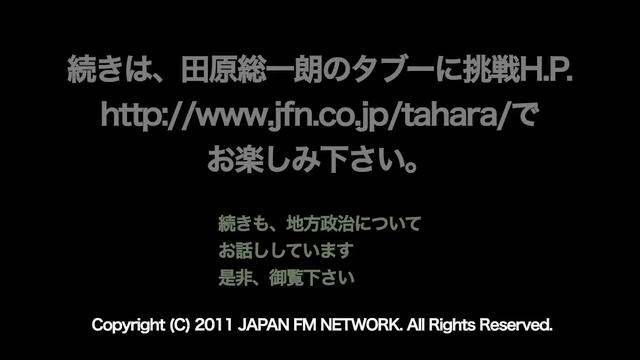 続きは、田原総一朗のタブーに挑戦H.P.
http://www.jfn.co.jp/tahara/で
お楽しみ下さい。
続きも、地方政治について
お話ししています
是非、御覧下さい
Copyright (C) 2011 JAPAN FM NETWORK. All Rights Reserved.